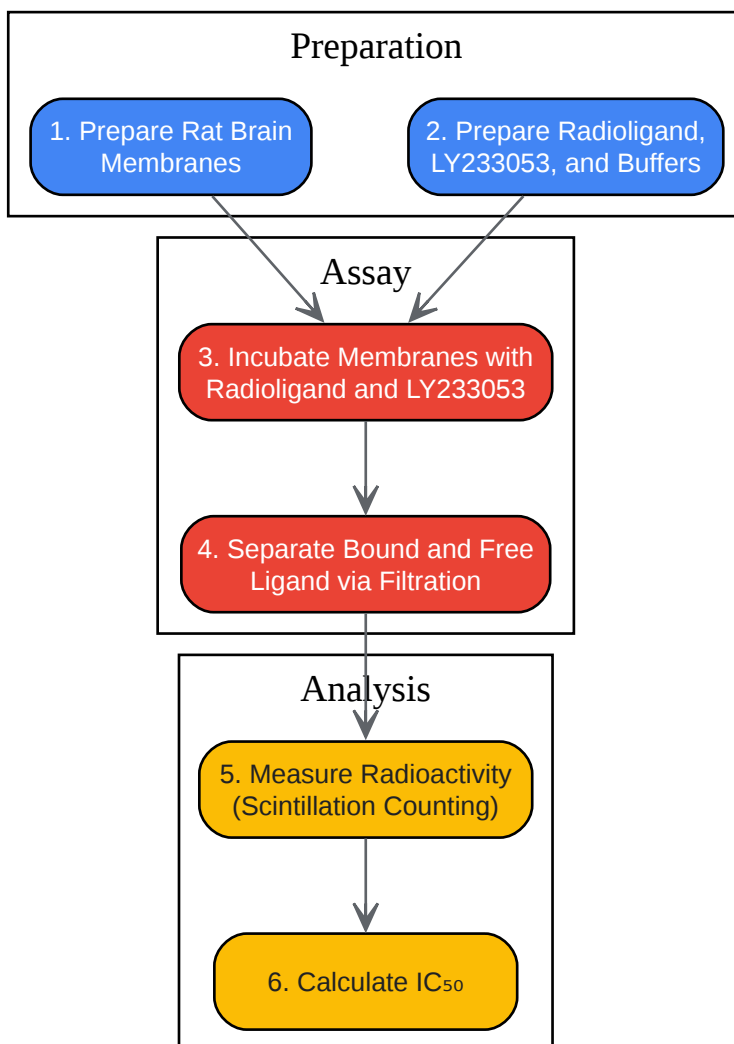 Preparation
1. Prepare Rat Brain
Membranes
2. Prepare Radioligand,
LY233053, and Buffers
Assay
3. Incubate Membranes with
Radioligand and LY233053
4. Separate Bound and Free
Ligand via Filtration
Analysis
5. Measure Radioactivity
(Scintillation Counting)
6. Calculate IC₅₀